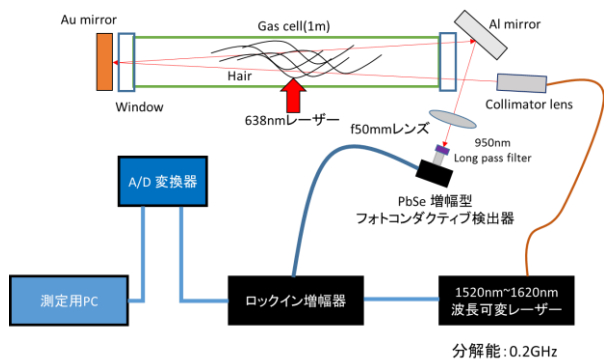 Au mirror
Gas cell(1m)
Al mirror
Hair
Window
638nmレーザー
Collimator lens
f50mmレンズ
950nm
Long pass filter
A/D 変換器
PbSe 増幅型
フォトコンダクティブ検出器
測定用PC
ロックイン増幅器
1520nm~1620nm
波長可変レーザー
分解能：0.2GHz